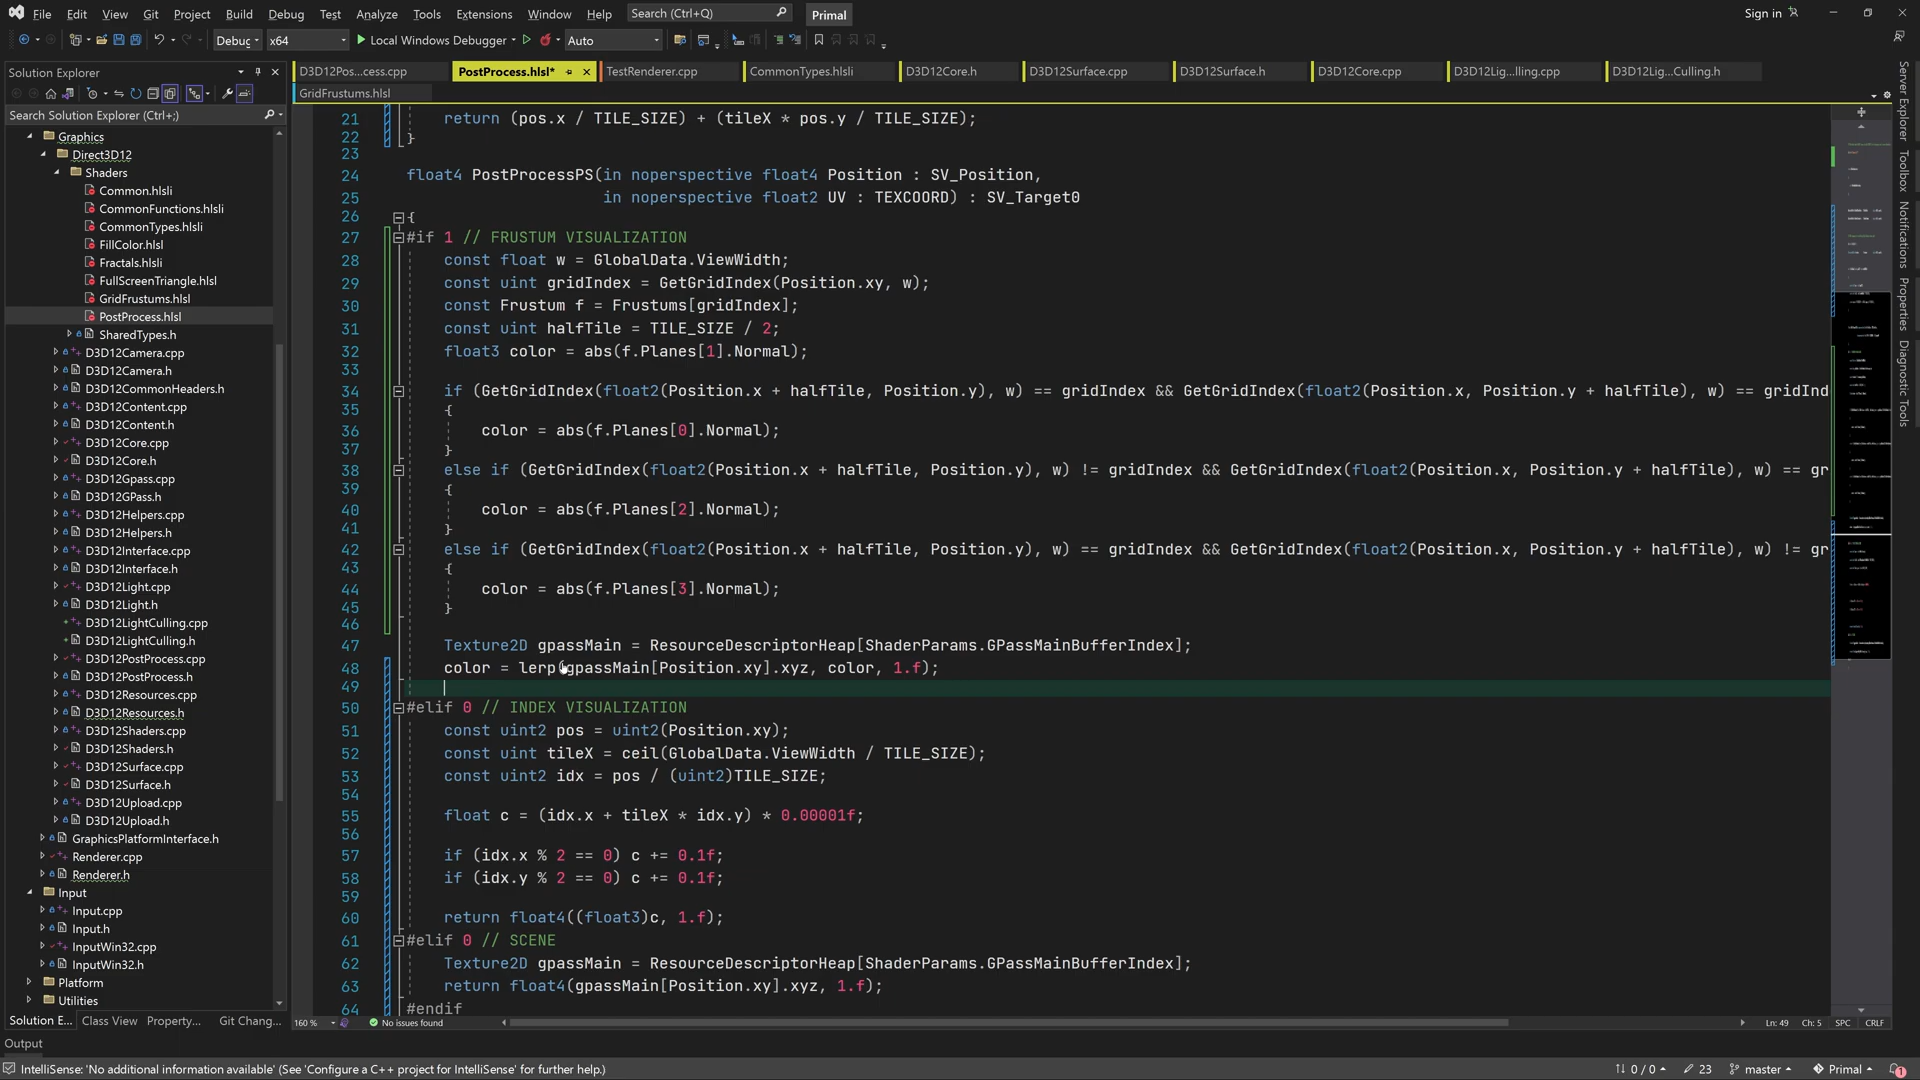 File Edit View Git Project Build Debug Test Analyze Tools Extensions Window Help Search (Ctrl+Q) Primal Sign in
Debug x64 Local Windows Debugger Auto
Solution Explorer
D3D12Pos...cess.cpp PostProcess.hlsl* TestRenderer.cpp CommonTypes.hlsli D3D12Core.h D3D12Surface.cpp D3D12Surface.h D3D12Core.cpp D3D12Lig...lling.cpp D3D12Lig...Culling.h
GridFrustums.hlsl
Search Solution Explorer (Ctrl+;)
Graphics
Direct3D12
Shaders
Common.hlsli
CommonFunctions.hlsli
CommonTypes.hlsli
FillColor.hlsl
Fractals.hlsli
FullScreenTriangle.hlsl
GridFrustums.hlsl
PostProcess.hlsl
SharedTypes.h
D3D12Camera.cpp
D3D12Camera.h
D3D12CommonHeaders.h
D3D12Content.cpp
D3D12Content.h
D3D12Core.cpp
D3D12Core.h
D3D12Gpass.cpp
D3D12GPass.h
D3D12Helpers.cpp
D3D12Helpers.h
D3D12Interface.cpp
D3D12Interface.h
D3D12Light.cpp
D3D12Light.h
D3D12LightCulling.cpp
D3D12LightCulling.h
D3D12PostProcess.cpp
D3D12PostProcess.h
D3D12Resources.cpp
D3D12Resources.h
D3D12Shaders.cpp
D3D12Shaders.h
D3D12Surface.cpp
D3D12Surface.h
D3D12Upload.cpp
D3D12Upload.h
GraphicsPlatformInterface.h
Renderer.cpp
Renderer.h
Input
Input.cpp
Input.h
InputWin32.cpp
InputWin32.h
Platform
Utilities
Solution E... Class View Property... Git Chang...
21 return (pos.x / TILE_SIZE) + (tileX * pos.y / TILE_SIZE);
22 }
23
24 float4 PostProcessPS(in noperspective float4 Position : SV_Position,
25 in noperspective float2 UV : TEXCOORD) : SV_Target0
26 {
27 #if 1 // FRUSTUM VISUALIZATION
28 const float w = GlobalData.ViewWidth;
29 const uint gridIndex = GetGridIndex(Position.xy, w);
30 const Frustum f = Frustums[gridIndex];
31 const uint halfTile = TILE_SIZE / 2;
32 float3 color = abs(f.Planes[1].Normal);
33
34 if (GetGridIndex(float2(Position.x + halfTile, Position.y), w) == gridIndex && GetGridIndex(float2(Position.x, Position.y + halfTile), w) == gridInd
35 {
36 color = abs(f.Planes[0].Normal);
37 }
38 else if (GetGridIndex(float2(Position.x + halfTile, Position.y), w) != gridIndex && GetGridIndex(float2(Position.x, Position.y + halfTile), w) == gr
39 {
40 color = abs(f.Planes[2].Normal);
41 }
42 else if (GetGridIndex(float2(Position.x + halfTile, Position.y), w) == gridIndex && GetGridIndex(float2(Position.x, Position.y + halfTile), w) != gr
43 {
44 color = abs(f.Planes[3].Normal);
45 }
46
47 Texture2D gpassMain = ResourceDescriptorHeap[ShaderParams.GPassMainBufferIndex];
48 color = lerp(gpassMain[Position.xy].xyz, color, 1.f);
49
50 #elif 0 // INDEX VISUALIZATION
51 const uint2 pos = uint2(Position.xy);
52 const uint tileX = ceil(GlobalData.ViewWidth / TILE_SIZE);
53 const uint2 idx = pos / (uint2)TILE_SIZE;
54
55 float c = (idx.x + tileX * idx.y) * 0.00001f;
56
57 if (idx.x % 2 == 0) c += 0.1f;
58 if (idx.y % 2 == 0) c += 0.1f;
59
60 return float4((float3)c, 1.f);
61 #elif 0 // SCENE
62 Texture2D gpassMain = ResourceDescriptorHeap[ShaderParams.GPassMainBufferIndex];
63 return float4(gpassMain[Position.xy].xyz, 1.f);
64 #endif
160 % No issues found Ln: 49 Ch: 5 SPC CRLF
Server Explorer
Toolbox
Notifications
Properties
Diagnostic Tools
Output
IntelliSense: 'No additional information available' (See 'Configure a C++ project for IntelliSense' for further help.) 0 / 0 23 master Primal 1